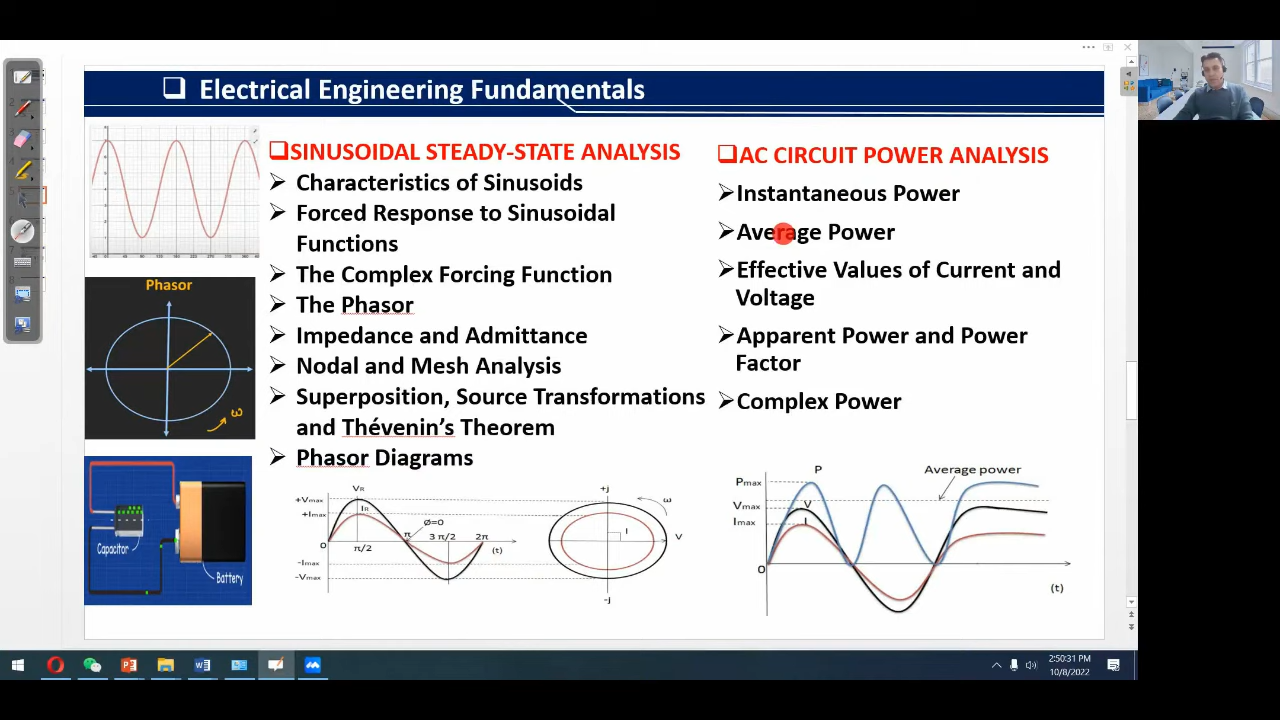 Electrical Engineering Fundamentals
SINUSOIDAL STEADY-STATE ANALYSIS
Characteristics of Sinusoids
Forced Response to Sinusoidal
Functions
The Complex Forcing Function
The Phasor
Impedance and Admittance
Nodal and Mesh Analysis
Superposition, Source Transformations
and Thévenin's Theorem
Phasor Diagrams
AC CIRCUIT POWER ANALYSIS
Instantaneous Power
Average Power
Effective Values of Current and
Voltage
Apparent Power and Power
Factor
Complex Power
Phasor
ω
Capacitor
Battery
VR
+Vmax
IR
+Imax
Ø=0
0
π
π/2
3 π/2
2π
(t)
-Imax
-Vmax
+j
ω
I
V
-j
P
Average power
Pmax
Vmax
V
Imax
I
0
(t)
2:50:31 PM
10/8/2022